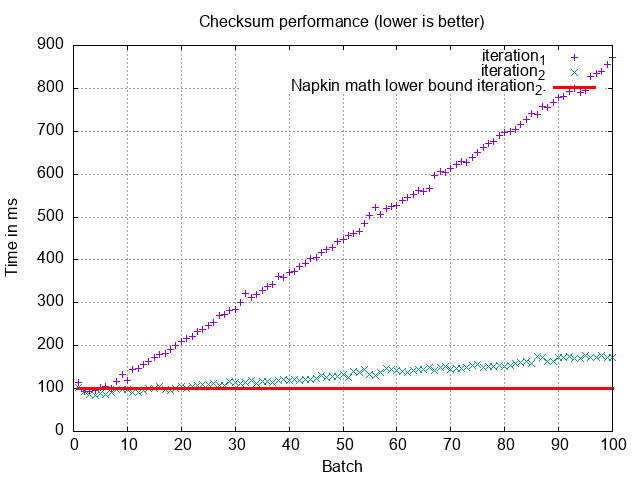 Checksum performance (lower is better)
iteration1
iteration2
Napkin math lower bound iteration2.
900
800
700
600
500
400
300
200
100
0
Time in ms
0 10 20 30 40 50 60 70 80 90 100
Batch